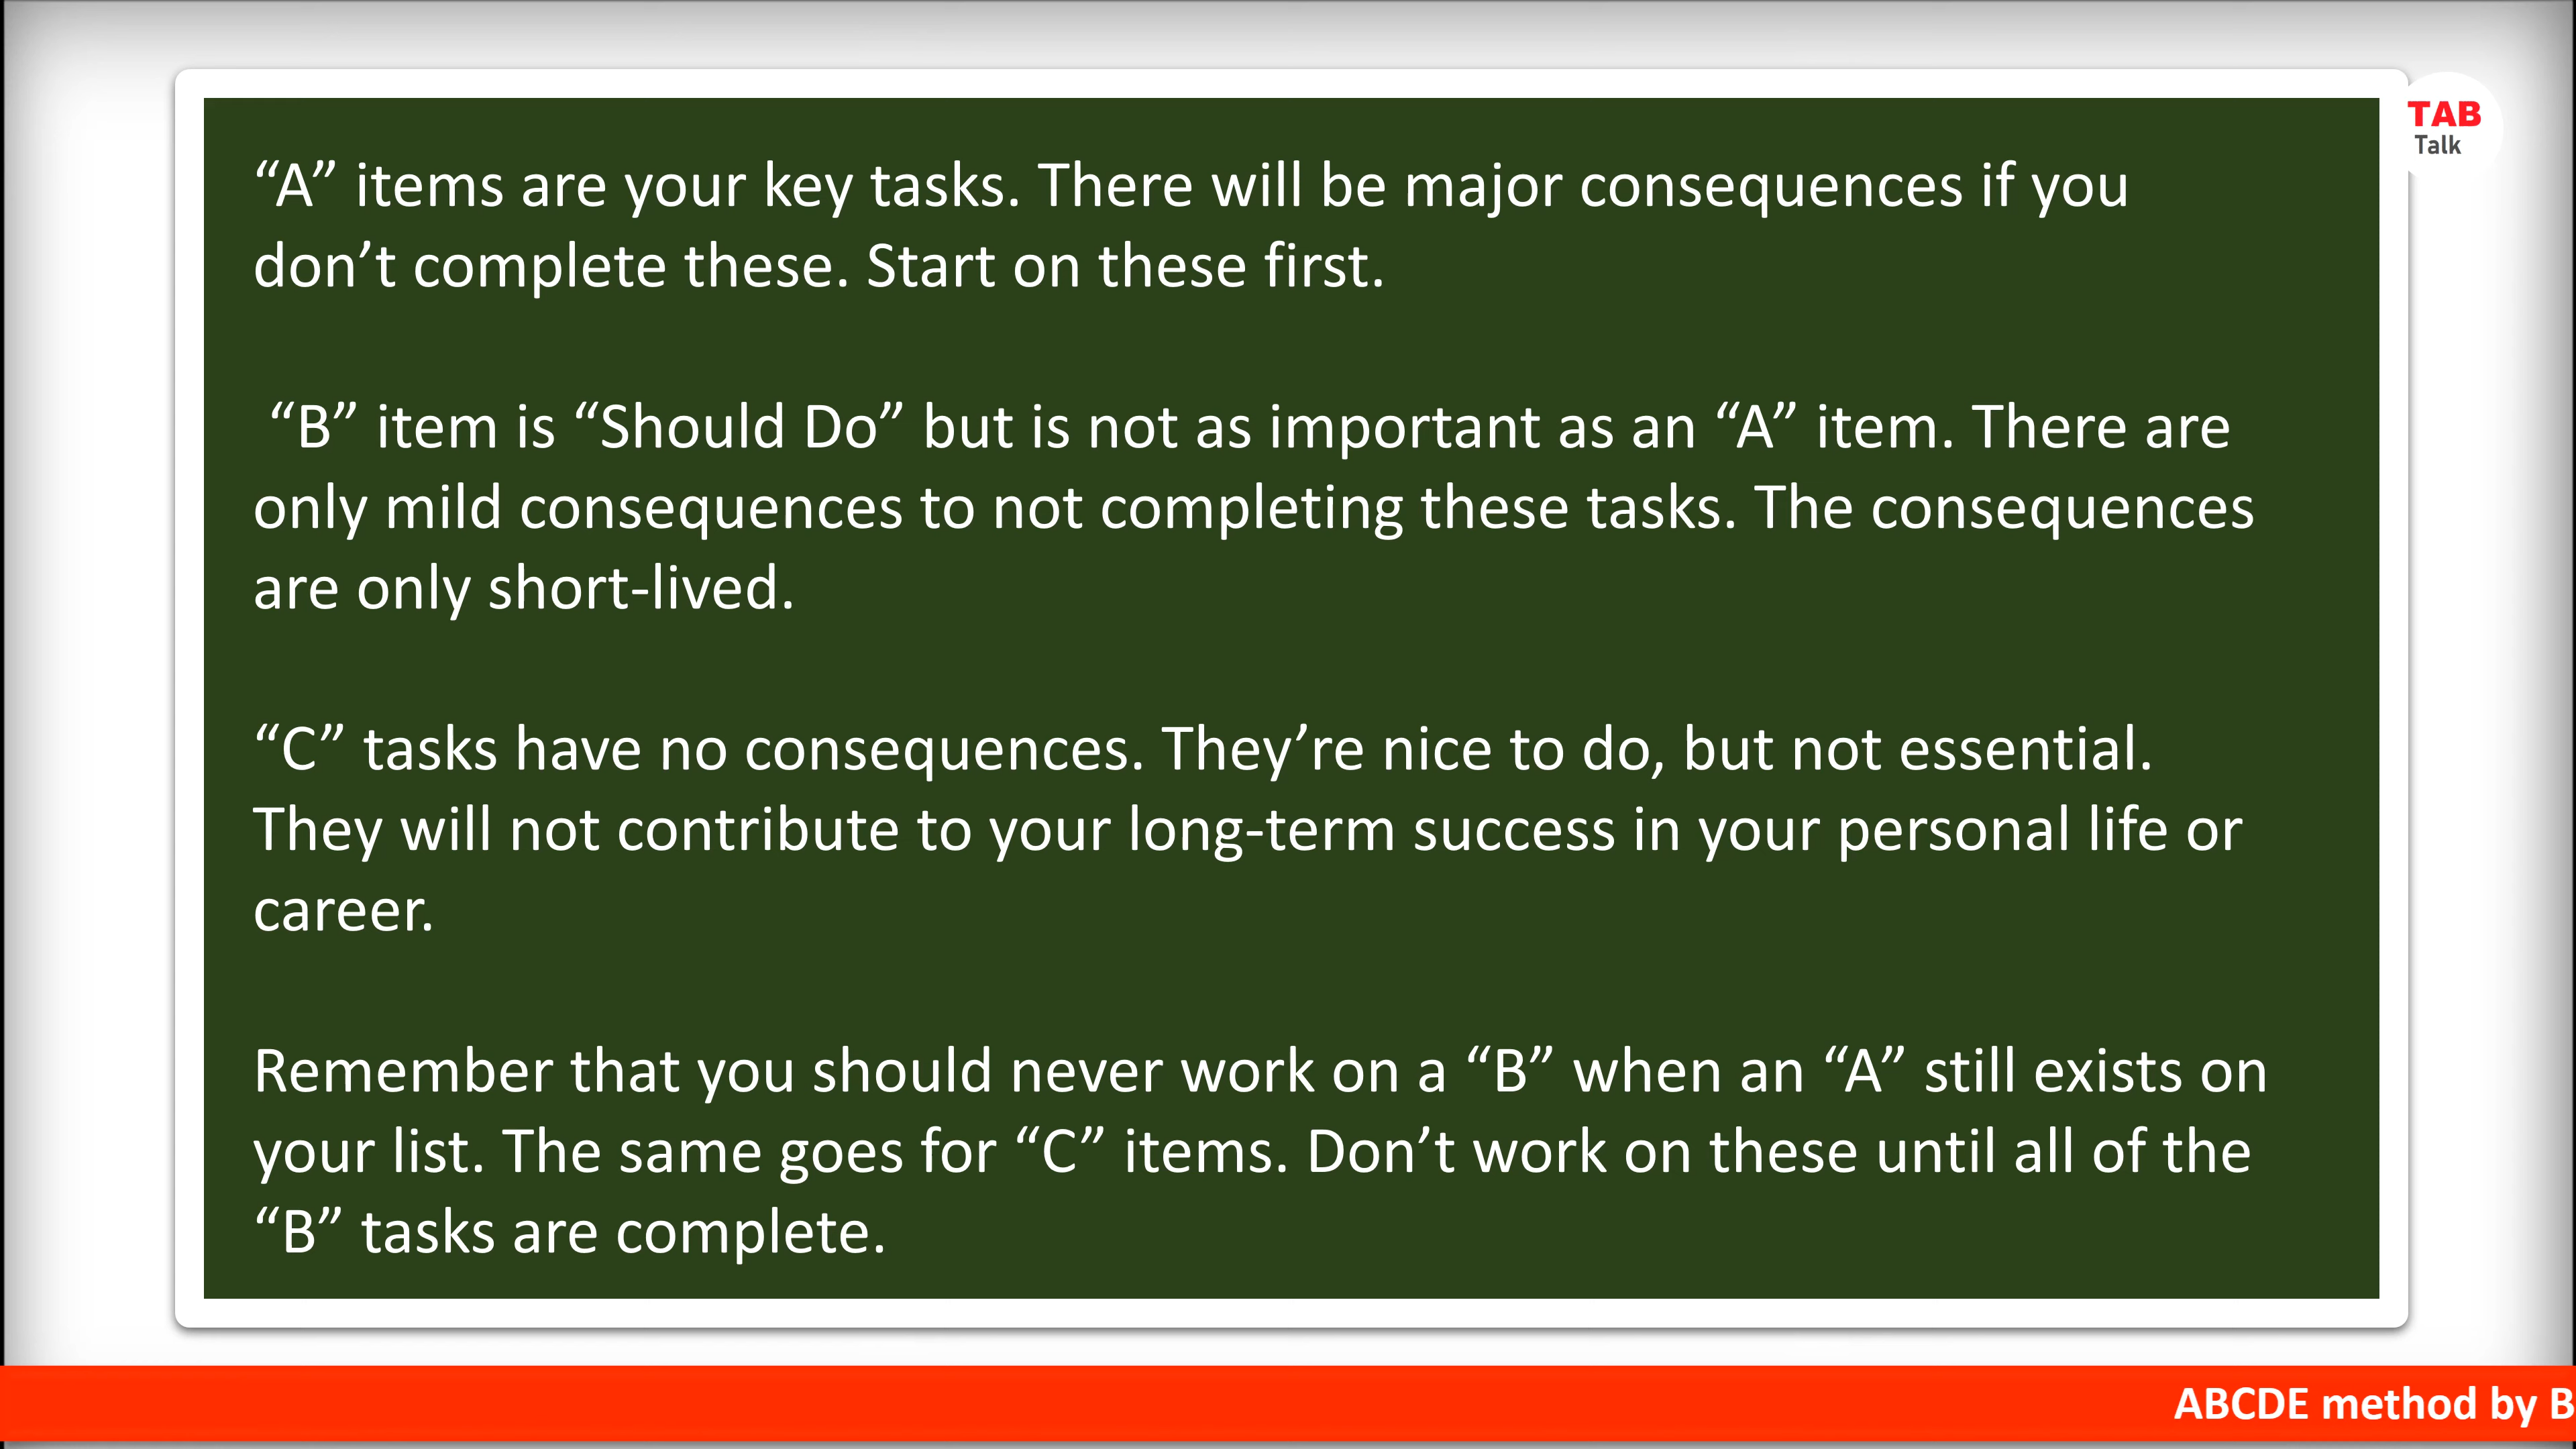 “A” items are your key tasks. There will be major consequences if you
don’t complete these. Start on these first.
“B” item is “Should Do” but is not as important as an “A” item. There are
only mild consequences to not completing these tasks. The consequences
are only short-lived.
“C” tasks have no consequences. They’re nice to do, but not essential.
They will not contribute to your long-term success in your personal life or
career.
Remember that you should never work on a “B” when an “A” still exists on
your list. The same goes for “C” items. Don’t work on these until all of the
“B” tasks are complete.
TAB
Talk
ABCDE method by B